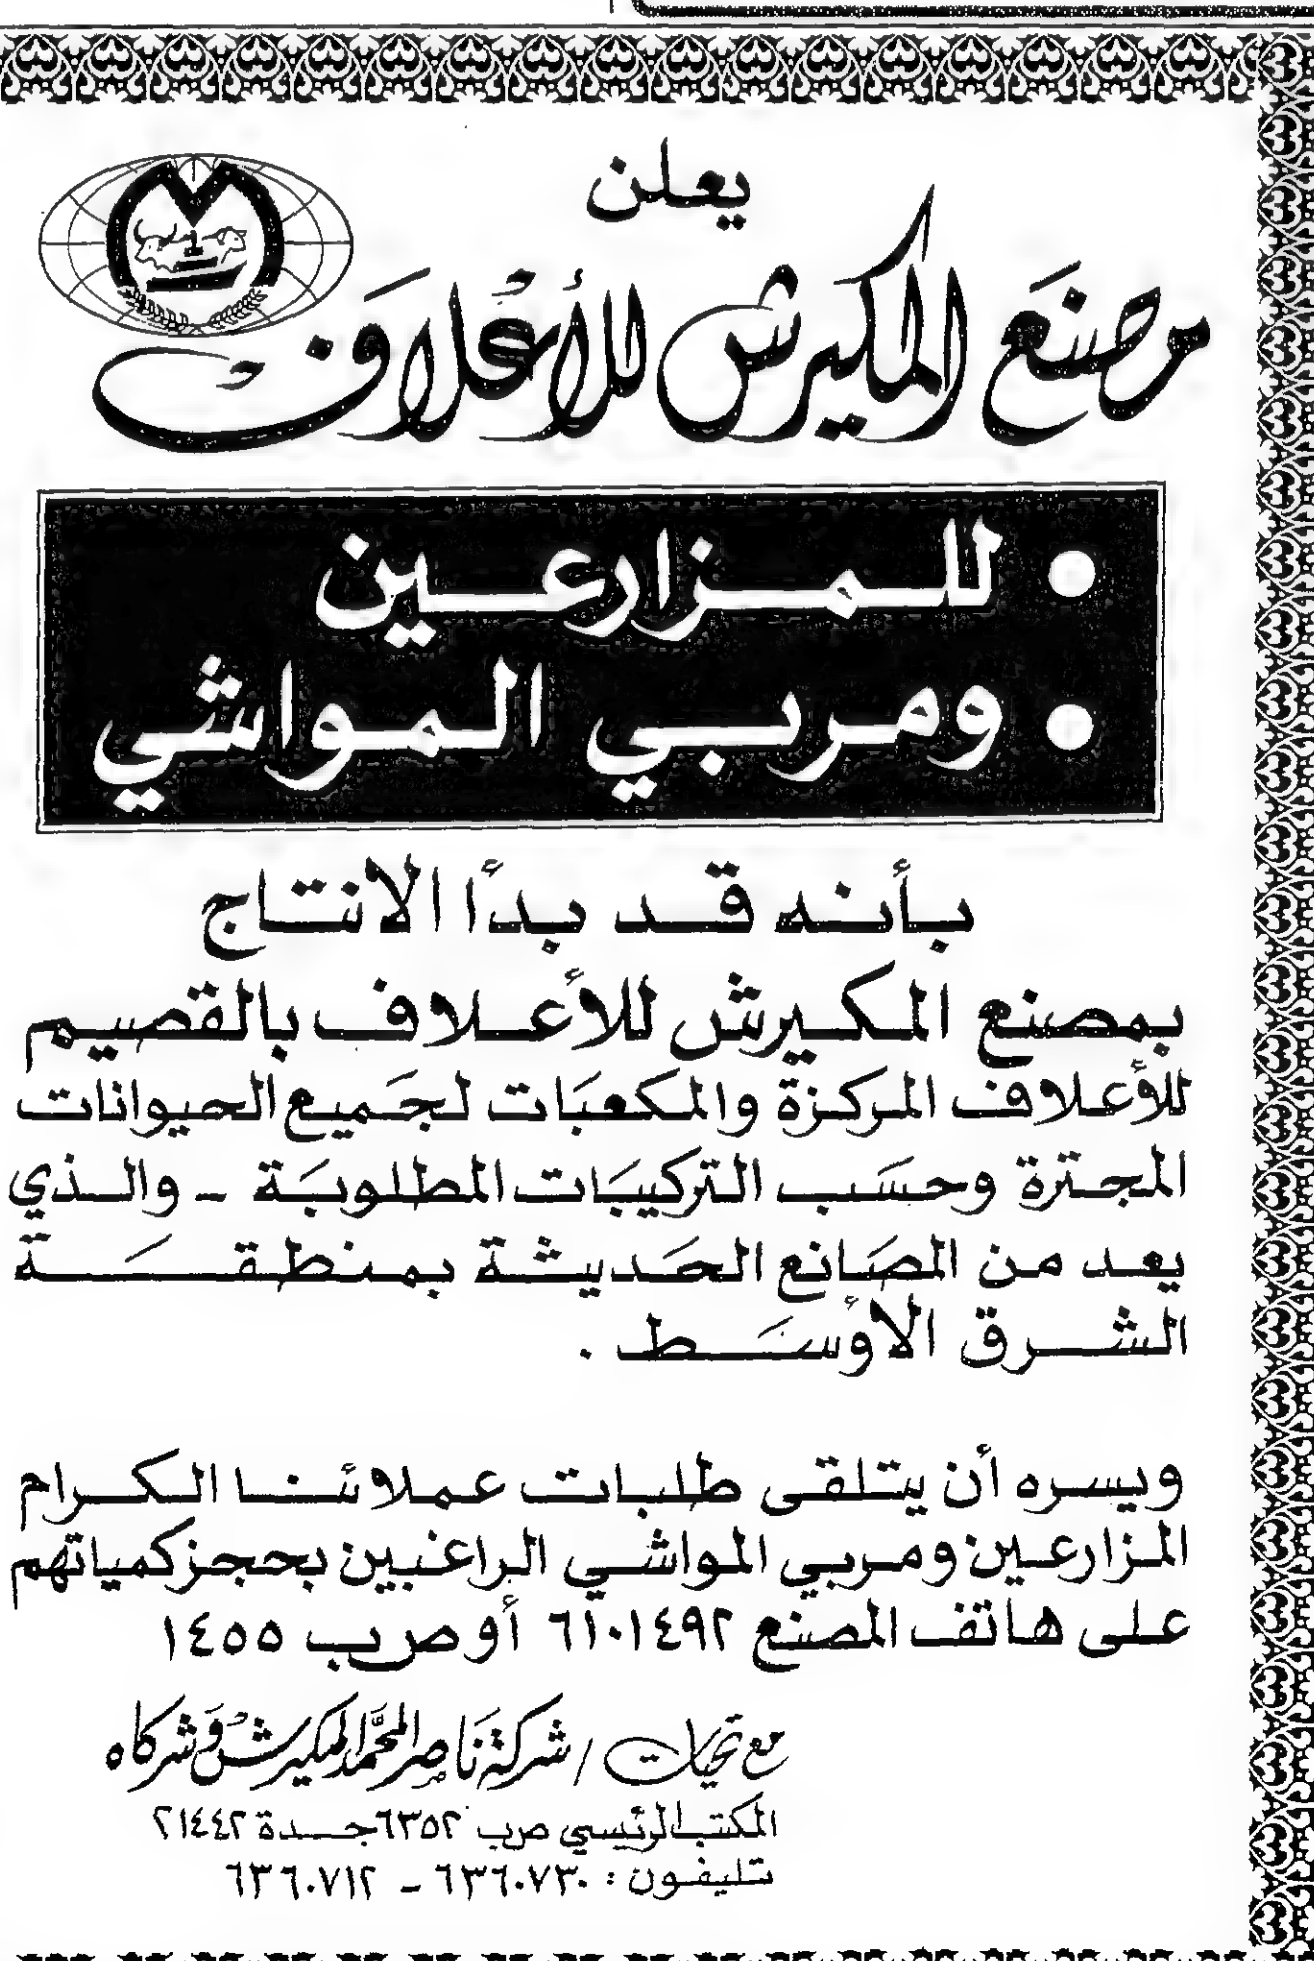 يعلن
مصنع المكيرش للأعلاف
• للمزارعين
• ومربي المواشي
بأنه قد بدأ الانتاج
بمصنع المكيرش للأعلاف بالقصيم
للأعلاف المركزة والمكعبات لجميع الحيوانات
المجترة وحسب التركيبات المطلوبة - والذي
يعد من المصانع الحديثة بمنطقة
الشرق الأوسط .
ويسره أن يتلقى طلبات عملائنا الكرام
المزارعين ومربي المواشي الراغبين بحجز كمياتهم
على هاتف المصنع ٦١٠١٤٩٢ أو ص ب ١٤٥٥
مع تحيات / شركة ناصر المحمد المكيرش وشركاه
المكتب الرئيسي ص ب ٦٣٥٢ جدة ٢١٤٤٢
تليفون : ٦٣٦٠٧٣٠ - ٦٣٦٠٧١٢